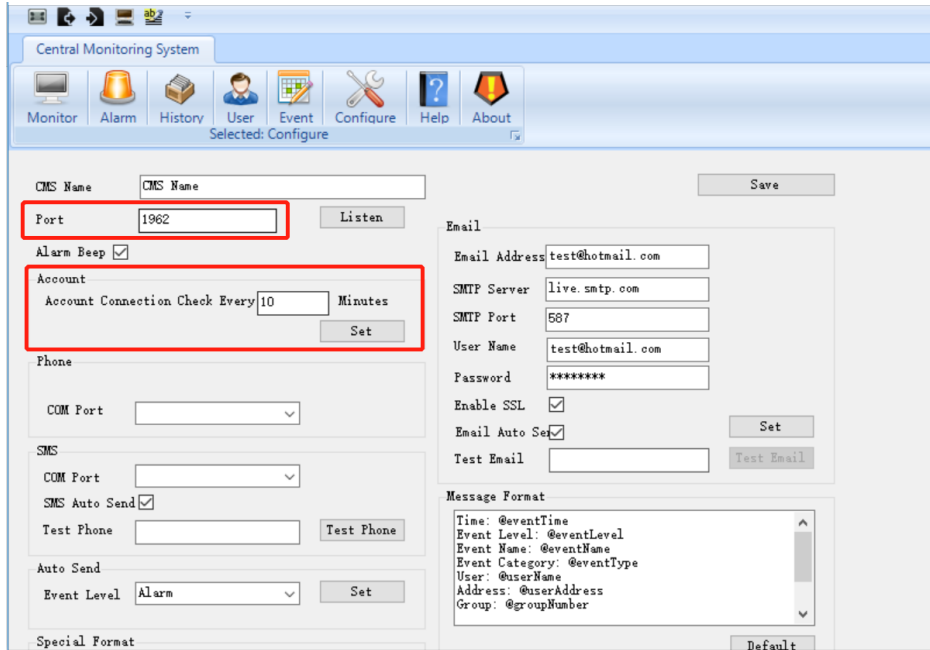 Central Monitoring System
Monitor Alarm History User Event Configure Help About
Selected: Configure
CMS Name CMS Name
Save
Port 1962 Listen
Alarm Beep
Account
Account Connection Check Every 10 Minutes
Set
Phone
COM Port
SMS
COM Port
SMS Auto Send
Test Phone Test Phone
Auto Send
Event Level Alarm Set
Special Format
Email
Email Address test@hotmail.com
SMTP Server live.smtp.com
SMTP Port 587
User Name test@hotmail.com
Password ********
Enable SSL
Email Auto Sen
Set
Test Email Test Email
Message Format
Time: @eventTime
Event Level: @eventLevel
Event Name: @eventName
Event Category: @eventType
User: @userName
Address: @userAddress
Group: @groupNumber
Default